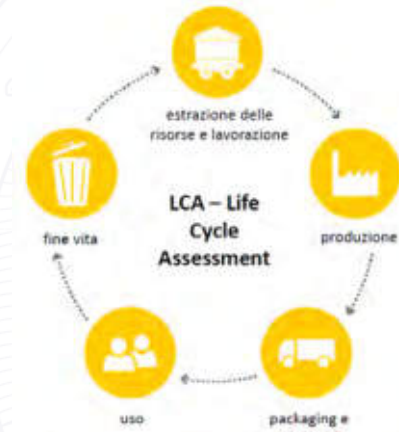 estrazione delle
risorse e lavorazione
LCA – Life
Cycle
Assessment
produzione
fine vita
uso
packaging e